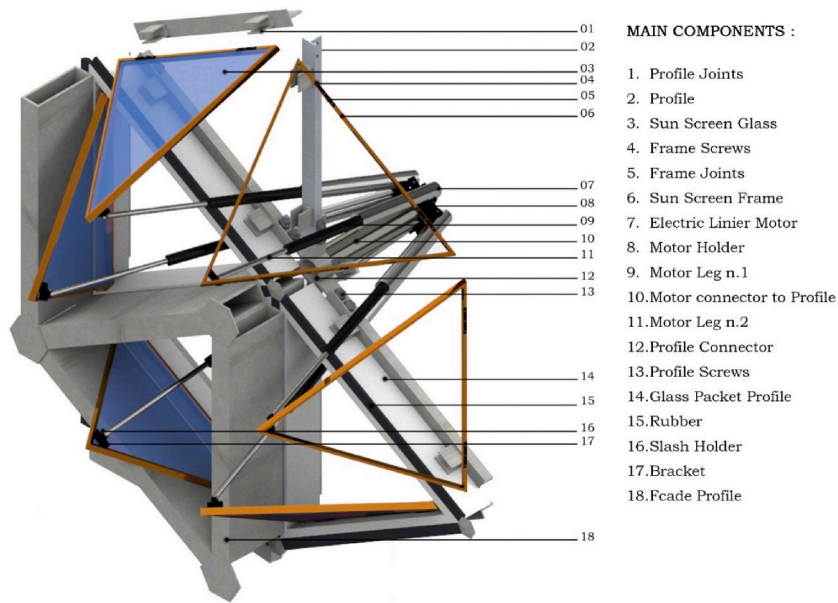 01
02
03
04
05
06
07
08
09
10
11
12
13
14
15
16
17
18
MAIN COMPONENTS :
1. Profile Joints
2. Profile
3. Sun Screen Glass
4. Frame Screws
5. Frame Joints
6. Sun Screen Frame
7. Electric Linier Motor
8. Motor Holder
9. Motor Leg n.1
10.Motor connector to Profile
11.Motor Leg n.2
12.Profile Connector
13.Profile Screws
14.Glass Packet Profile
15.Rubber
16.Slash Holder
17.Bracket
18.Fcade Profile